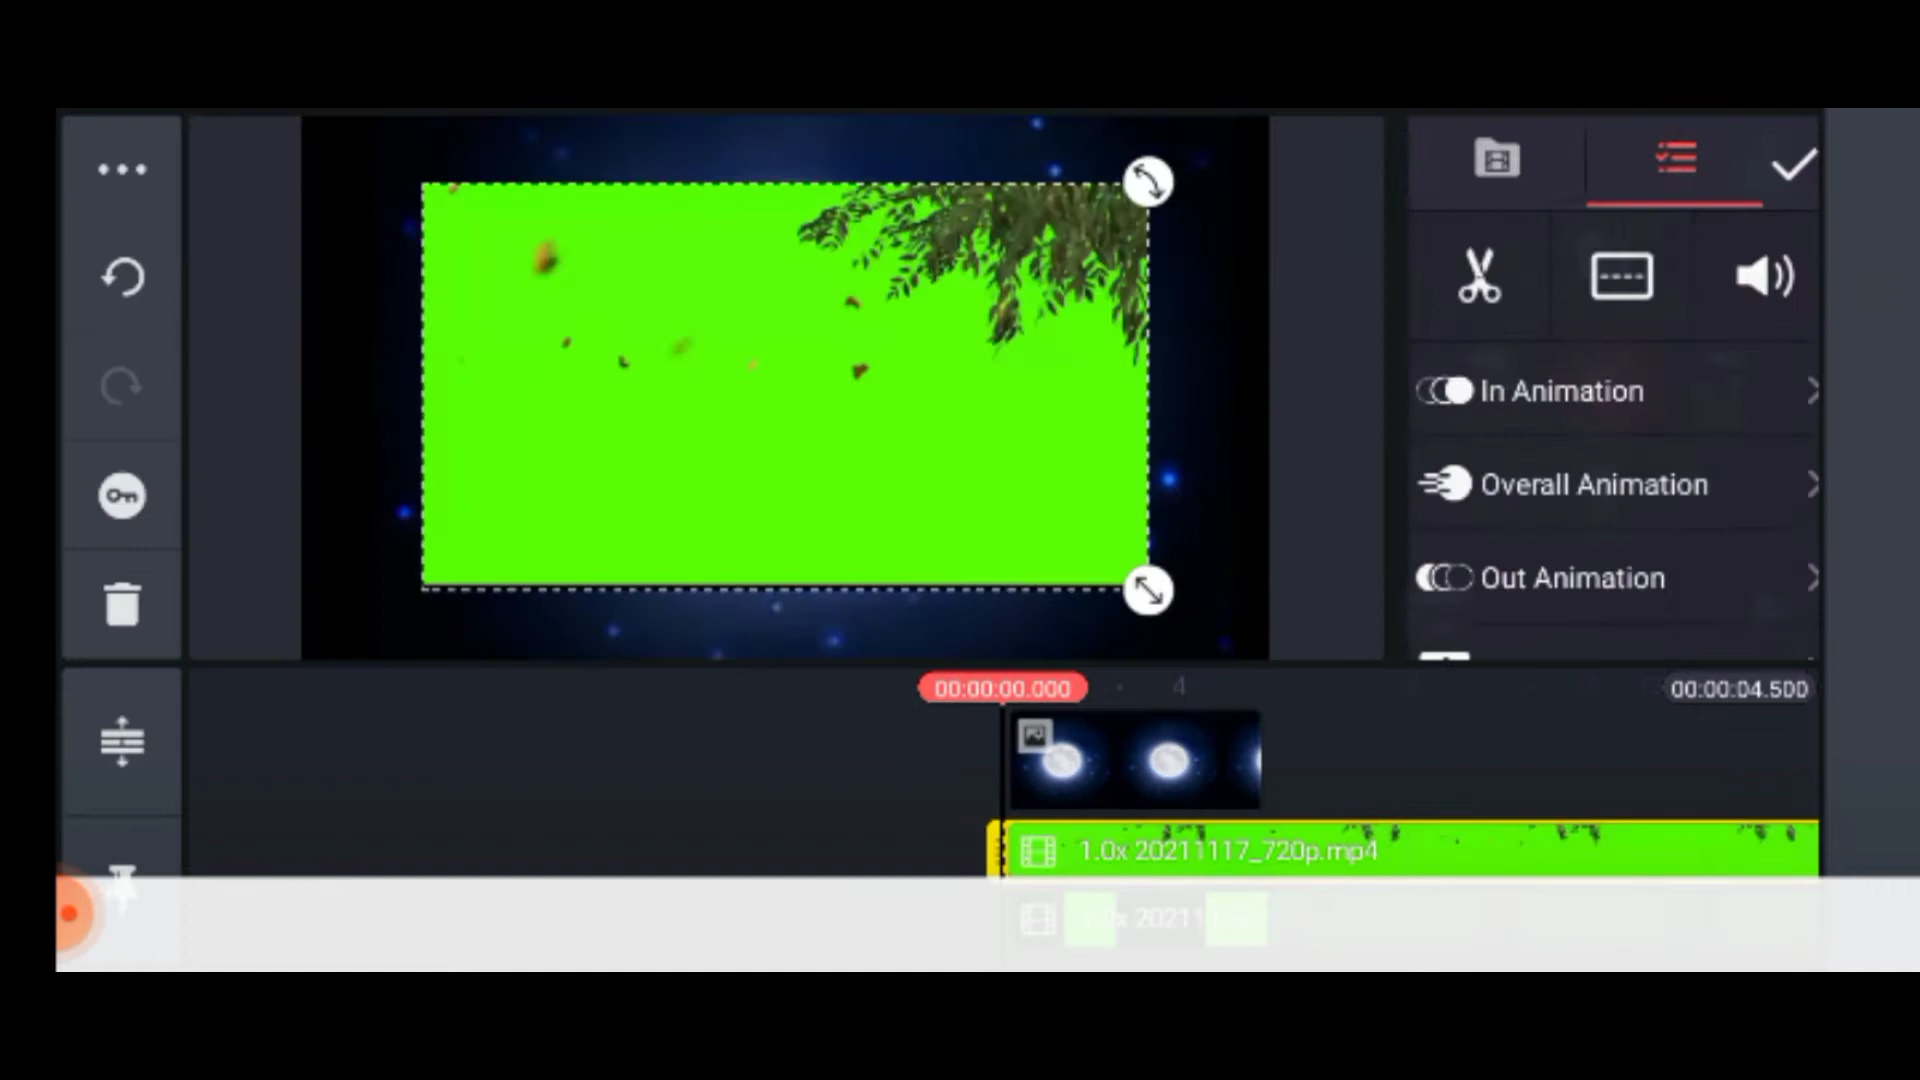 In Animation
Overall Animation
Out Animation
00:00:00.000
4
00:00:04.500
1.0x 20211117_720p.mp4